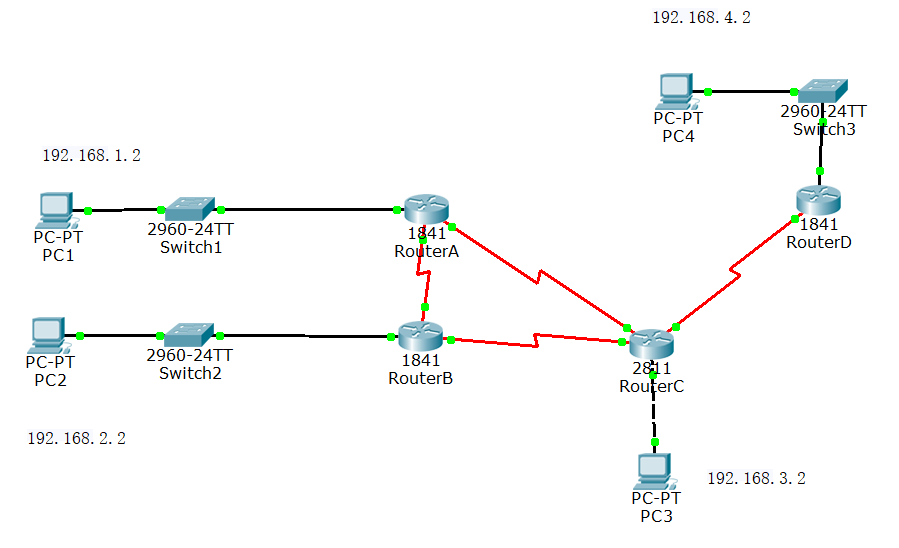 192.168.4.2
PC-PT
PC4
2960-24TT
Switch3
192.168.1.2
PC-PT
PC1
2960-24TT
Switch1
1841
RouterA
1841
RouterD
PC-PT
PC2
2960-24TT
Switch2
1841
RouterB
2811
RouterC
192.168.2.2
PC-PT
PC3
192.168.3.2